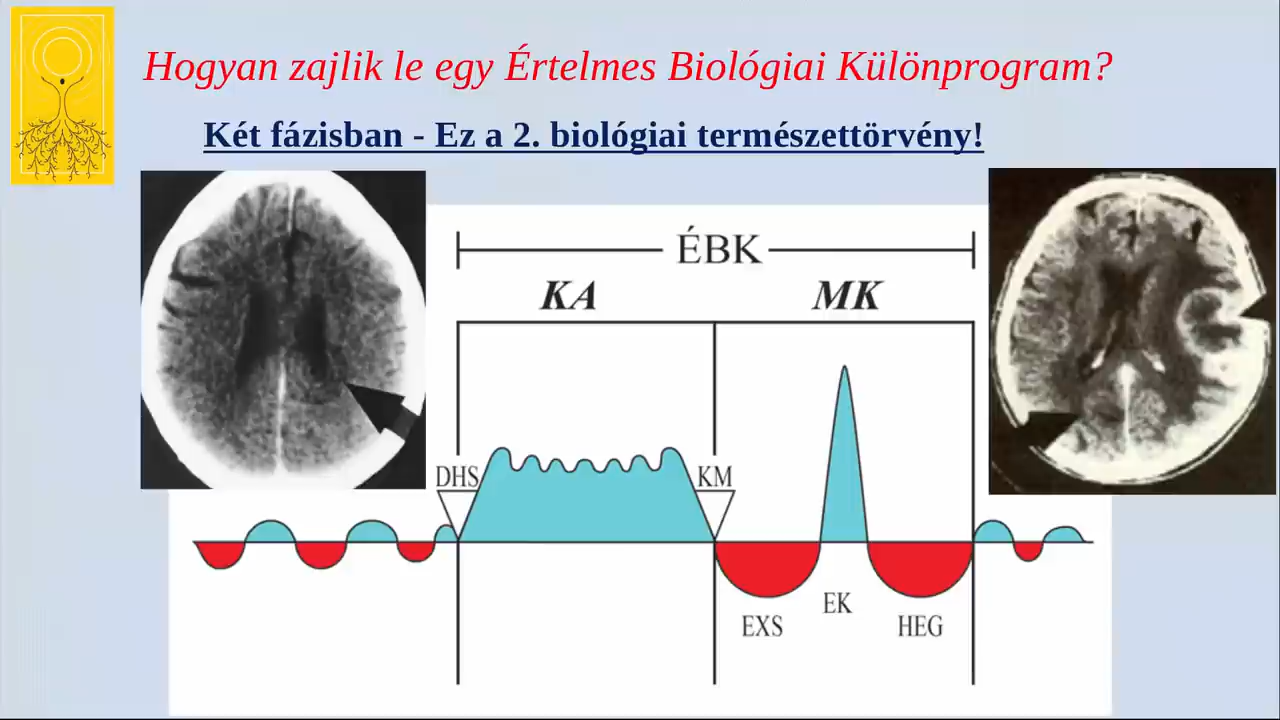 Hogyan zajlik le egy Értelmes Biológiai Különprogram?
Két fázisban - Ez a 2. biológiai természettörvény!
ÉBK
KA MK
DHS KM
EK
EXS HEG